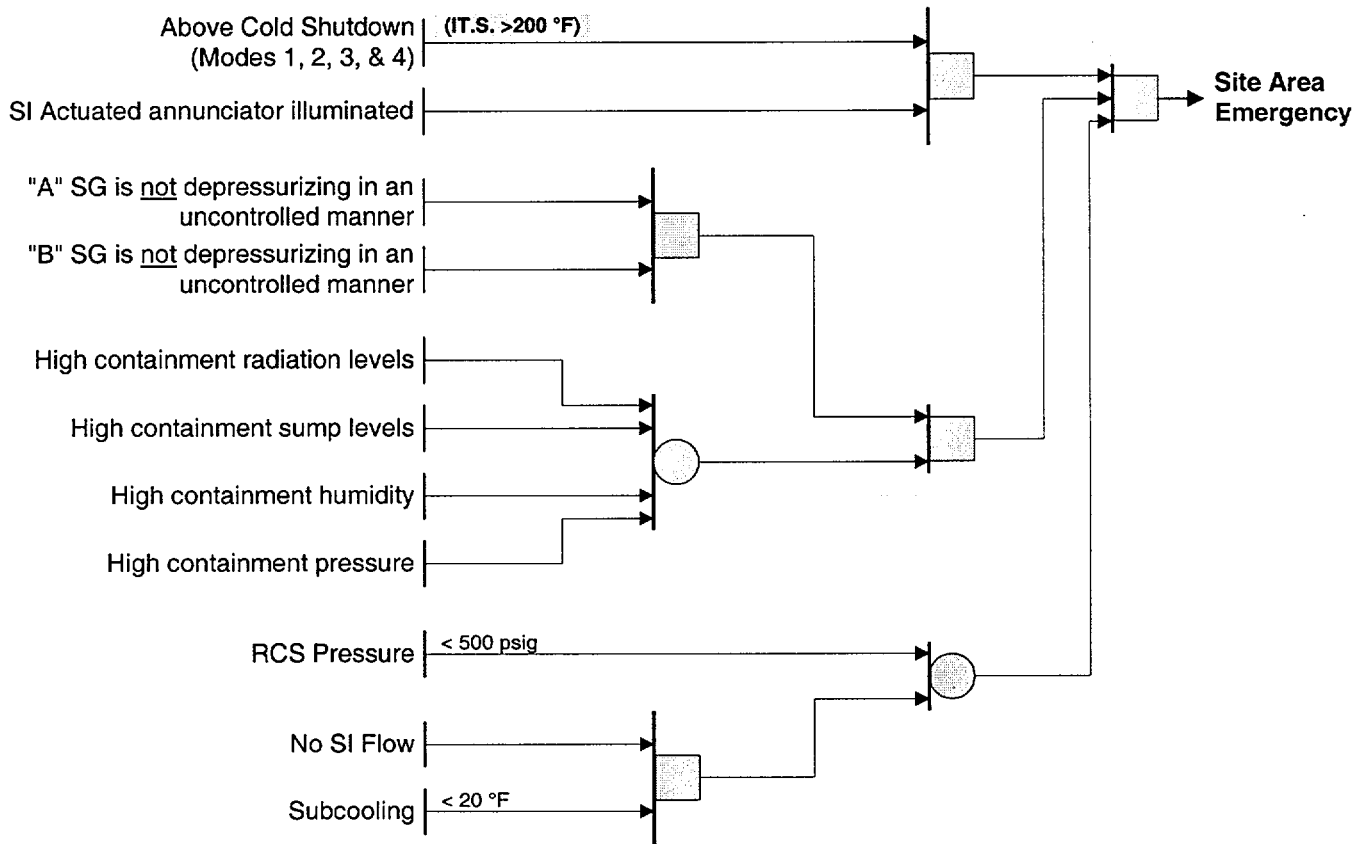 Above Cold Shutdown
(Modes 1, 2, 3, & 4)
(IT.S. >200 °F)
SI Actuated annunciator illuminated
Site Area
Emergency
"A" SG is not depressurizing in an
uncontrolled manner
"B" SG is not depressurizing in an
uncontrolled manner
High containment radiation levels
High containment sump levels
High containment humidity
High containment pressure
RCS Pressure
< 500 psig
No SI Flow
Subcooling
< 20 °F